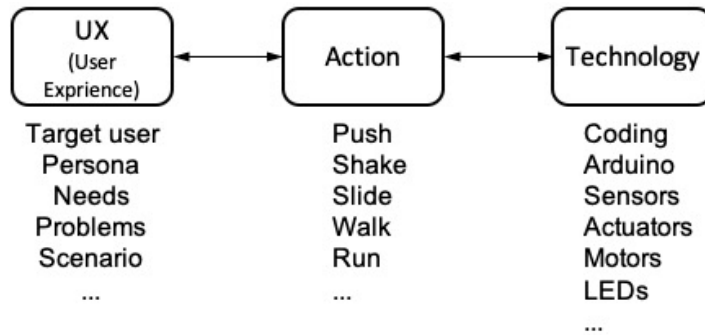 UX
(User
Exprience)
Action
Technology
Target user
Persona
Needs
Problems
Scenario
...
Push
Shake
Slide
Walk
Run
...
Coding
Arduino
Sensors
Actuators
Motors
LEDs
...